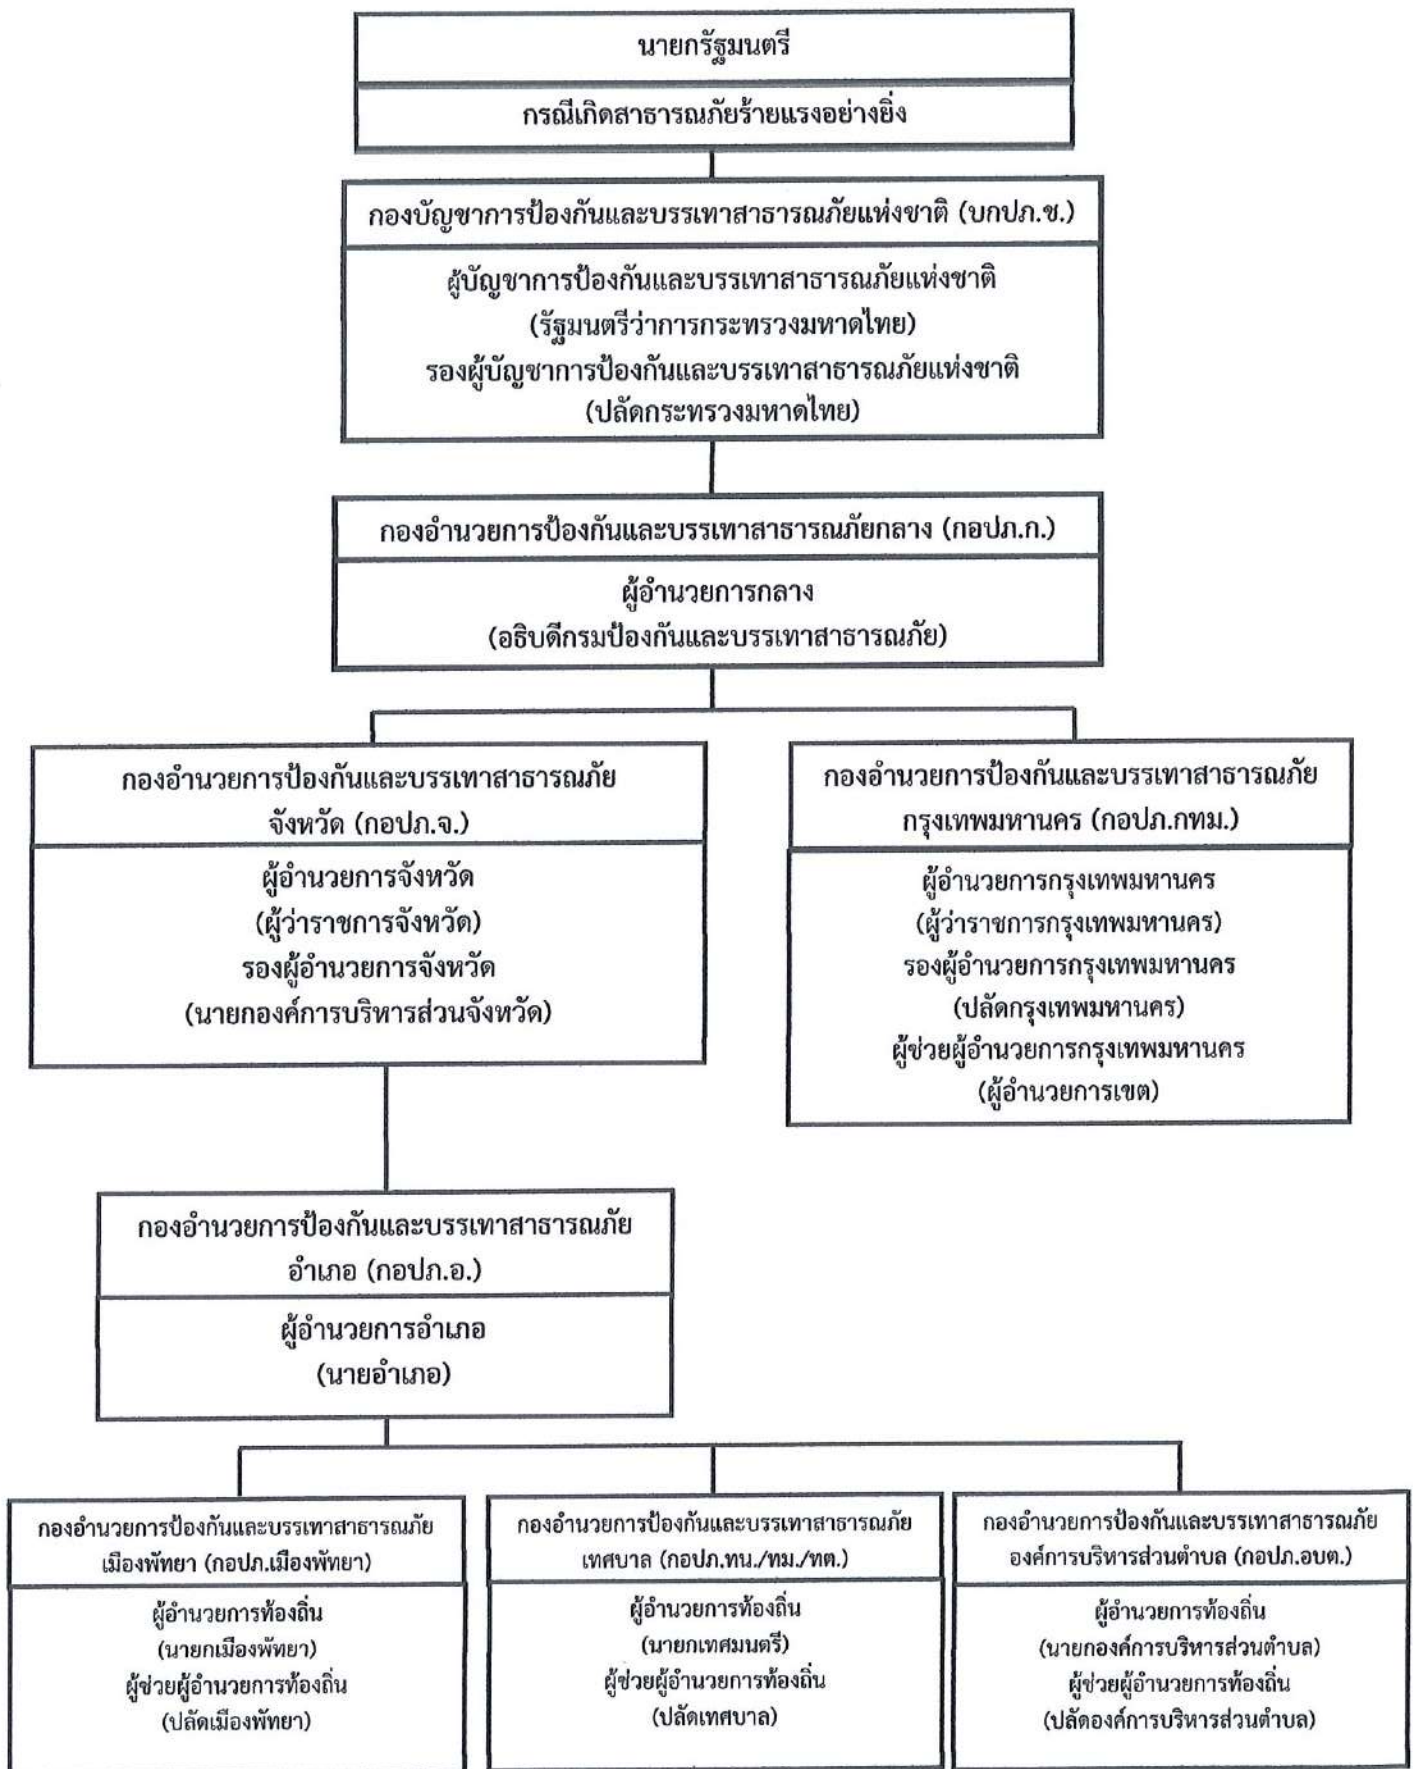 นายกรัฐมนตรี
กรณีเกิดสาธารณภัยร้ายแรงอย่างยิ่ง
กองบัญชาการป้องกันและบรรเทาสาธารณภัยแห่งชาติ (บกปภ.ช.)
ผู้บัญชาการป้องกันและบรรเทาสาธารณภัยแห่งชาติ
(รัฐมนตรีว่าการกระทรวงมหาดไทย)
รองผู้บัญชาการป้องกันและบรรเทาสาธารณภัยแห่งชาติ
(ปลัดกระทรวงมหาดไทย)
กองอำนวยการป้องกันและบรรเทาสาธารณภัยกลาง (กอปภ.ก.)
ผู้อำนวยการกลาง
(อธิบดีกรมป้องกันและบรรเทาสาธารณภัย)
กองอำนวยการป้องกันและบรรเทาสาธารณภัย
จังหวัด (กอปภ.จ.)
ผู้อำนวยการจังหวัด
(ผู้ว่าราชการจังหวัด)
รองผู้อำนวยการจังหวัด
(นายกองค์การบริหารส่วนจังหวัด)
กองอำนวยการป้องกันและบรรเทาสาธารณภัย
กรุงเทพมหานคร (กอปภ.กทม.)
ผู้อำนวยการกรุงเทพมหานคร
(ผู้ว่าราชการกรุงเทพมหานคร)
รองผู้อำนวยการกรุงเทพมหานคร
(ปลัดกรุงเทพมหานคร)
ผู้ช่วยผู้อำนวยการกรุงเทพมหานคร
(ผู้อำนวยการเขต)
กองอำนวยการป้องกันและบรรเทาสาธารณภัย
อำเภอ (กอปภ.อ.)
ผู้อำนวยการอำเภอ
(นายอำเภอ)
กองอำนวยการป้องกันและบรรเทาสาธารณภัย
เมืองพัทยา (กอปภ.เมืองพัทยา)
ผู้อำนวยการท้องถิ่น
(นายกเมืองพัทยา)
ผู้ช่วยผู้อำนวยการท้องถิ่น
(ปลัดเมืองพัทยา)
กองอำนวยการป้องกันและบรรเทาสาธารณภัย
เทศบาล (กอปภ.ทน./ทม./ทต.)
ผู้อำนวยการท้องถิ่น
(นายกเทศมนตรี)
ผู้ช่วยผู้อำนวยการท้องถิ่น
(ปลัดเทศบาล)
กองอำนวยการป้องกันและบรรเทาสาธารณภัย
องค์การบริหารส่วนตำบล (กอปภ.อบต.)
ผู้อำนวยการท้องถิ่น
(นายกองค์การบริหารส่วนตำบล)
ผู้ช่วยผู้อำนวยการท้องถิ่น
(ปลัดองค์การบริหารส่วนตำบล)